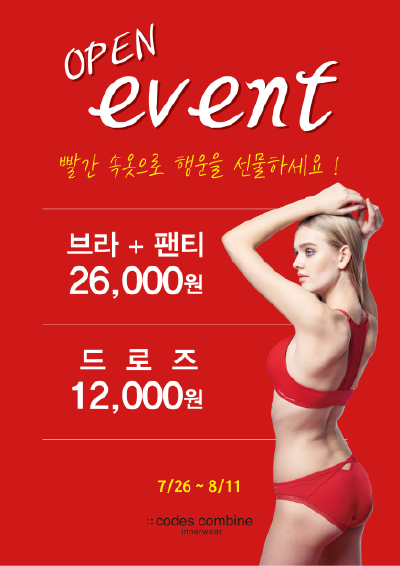 OPEN
event
빨간 속옷으로 행운을 선물하세요 !
브라 + 팬티
26,000원
드 로 즈
12,000원
7/26 ~ 8/11
:: codes combine
innerwear